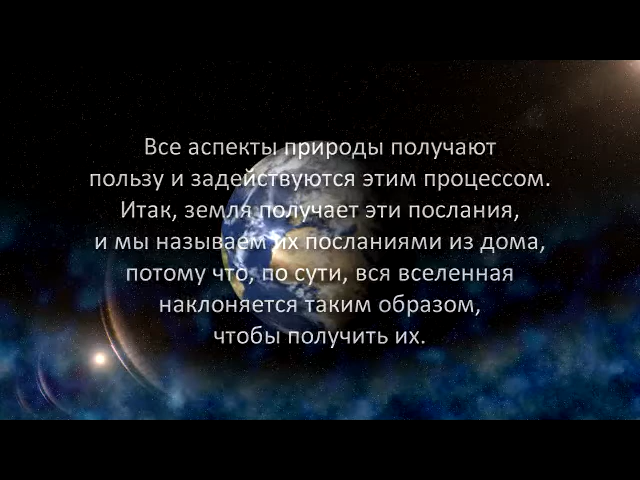 Все аспекты природы получают
пользу и задействуются этим процессом.
Итак, земля получает эти послания,
и мы называем их посланиями из дома,
потому что, по сути, вся вселенная
наклоняется таким образом,
чтобы получить их.